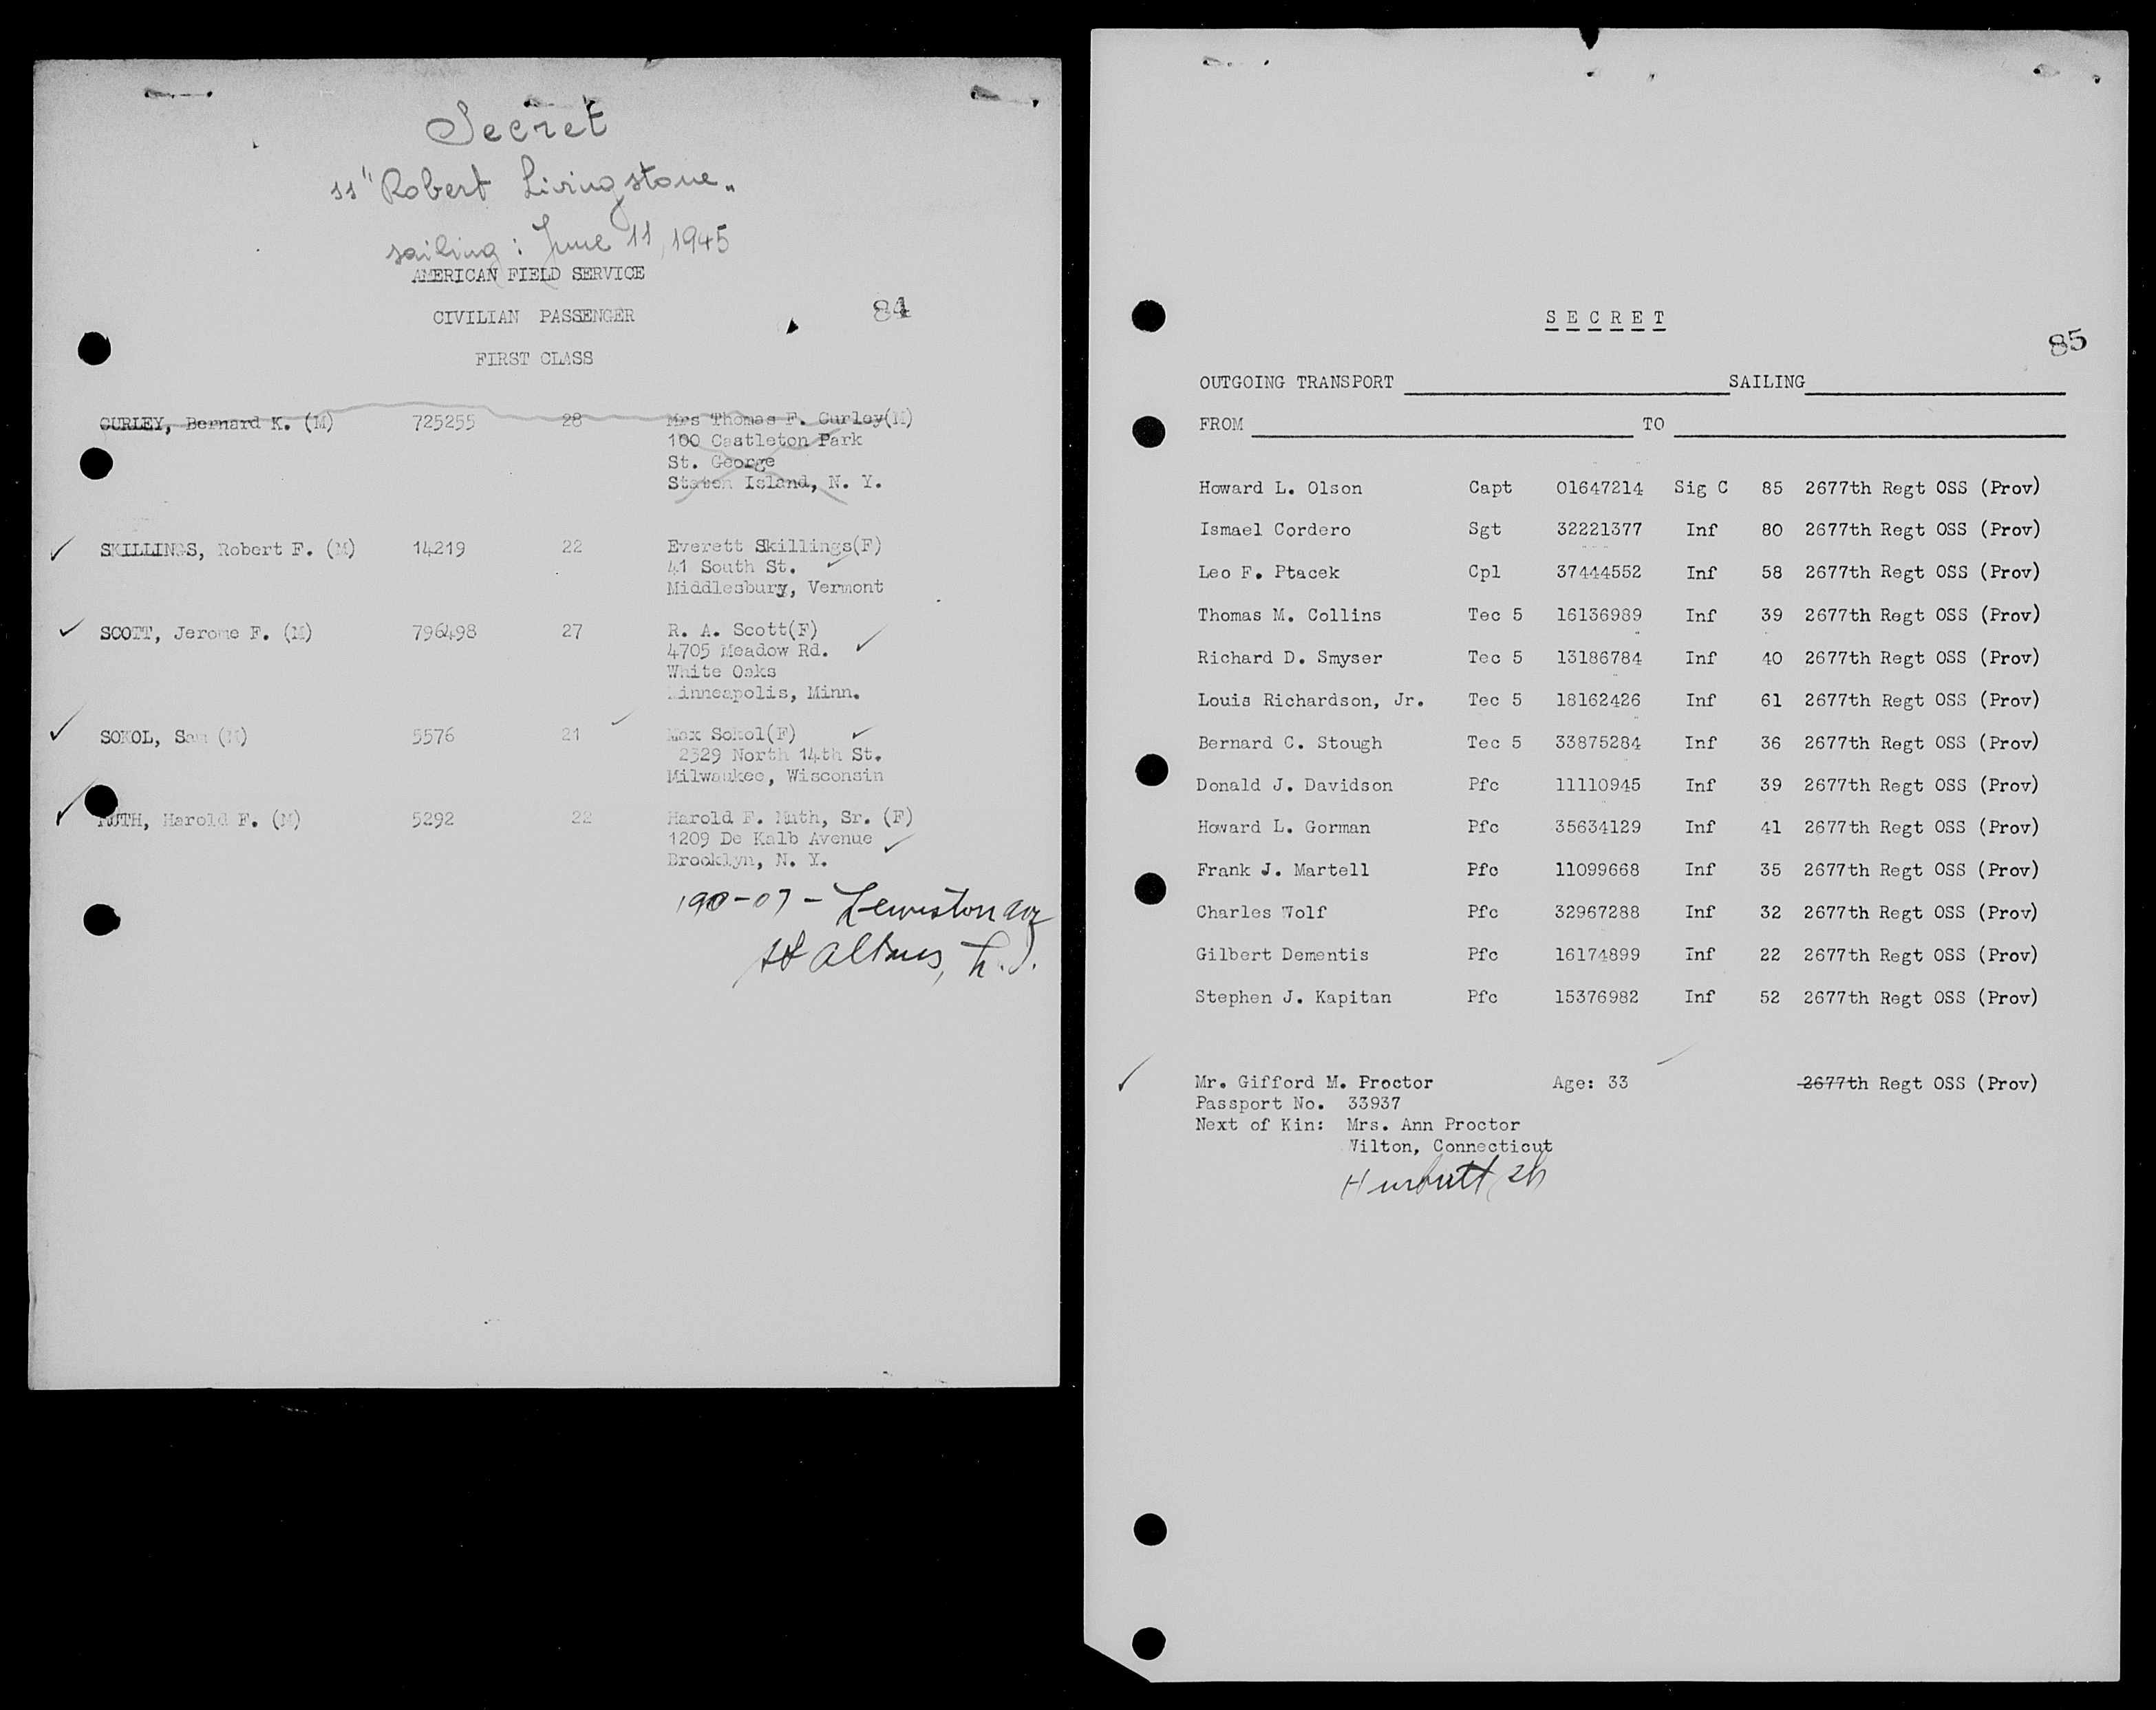 Secret
ss "Robert Livingstone"
sailing: June 11, 1945
AMERICAN FIELD SERVICE
CIVILIAN PASSENGER
84
FIRST CLASS
CURLEY, Bernard K. (M) 725255 28 Mrs Thomas F. Curley(M)
100 Castleton Park
St. George
Staten Island, N. Y.
SKILLINGS, Robert F. (M) 14219 22 Everett Skillings(F)
41 South St.
Middlesbury, Vermont
SCOTT, Jerome F. (M) 796498 27 R. A. Scott(F)
4705 Meadow Rd.
White Oaks
Minneapolis, Minn.
SOKOL, Sam (M) 5576 21 Max Sokol(F)
2329 North 14th St.
Milwaukee, Wisconsin
MUTH, Harold F. (M) 5292 22 Harold F. Muth, Sr. (F)
1209 De Kalb Avenue
Brooklyn, N. Y.
190-07 - Lewiston Ave
St Albans, L.I.
SECRET
85
OUTGOING TRANSPORT SAILING
FROM TO
Howard L. Olson Capt 01647214 Sig C 85 2677th Regt OSS (Prov)
Ismael Cordero Sgt 32221377 Inf 80 2677th Regt OSS (Prov)
Leo F. Ptacek Cpl 37444552 Inf 58 2677th Regt OSS (Prov)
Thomas M. Collins Tec 5 16136989 Inf 39 2677th Regt OSS (Prov)
Richard D. Smyser Tec 5 13186784 Inf 40 2677th Regt OSS (Prov)
Louis Richardson, Jr. Tec 5 18162426 Inf 61 2677th Regt OSS (Prov)
Bernard C. Stough Tec 5 33875284 Inf 36 2677th Regt OSS (Prov)
Donald J. Davidson Pfc 11110945 Inf 39 2677th Regt OSS (Prov)
Howard L. Gorman Pfc 35634129 Inf 41 2677th Regt OSS (Prov)
Frank J. Martell Pfc 11099668 Inf 35 2677th Regt OSS (Prov)
Charles Wolf Pfc 32967288 Inf 32 2677th Regt OSS (Prov)
Gilbert Dementis Pfc 16174899 Inf 22 2677th Regt OSS (Prov)
Stephen J. Kapitan Pfc 15376982 Inf 52 2677th Regt OSS (Prov)
Mr. Gifford M. Proctor Age: 33 2677th Regt OSS (Prov)
Passport No. 33937
Next of Kin: Mrs. Ann Proctor
Wilton, Connecticut